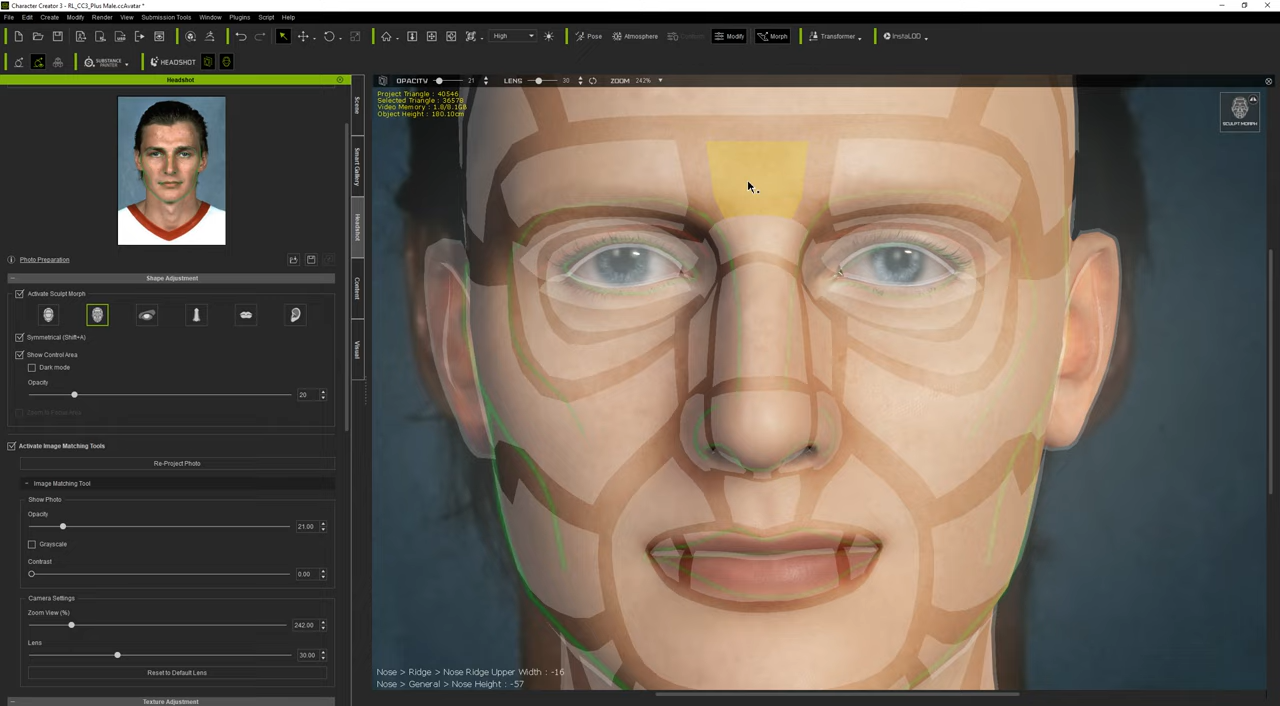 Character Creator 3 - RL_CC3_Plus Male.ccAvatar *
File Edit Create Modify Render View Submission Tools Window Plugins Script Help
High Pose Atmosphere Modify Morph Transformer InstaLOD
SUBSTANCE PAINTER HEADSHOT
Headshot
OPACITY 21 LENS 30 ZOOM 242%
Project Triangle : 40546
Selected Triangle : 36578
Video Memory : 1.8/8.1GB
Object Height : 180.10cm
SCULPT MORPH
Scene
Smart Gallery
Headshot
Content
Visual
Photo Preparation
Shape Adjustment
Activate Sculpt Morph
Symmetrical (Shift+A)
Show Control Area
Dark mode
Opacity
20
Activate Image Matching Tools
Re-Project Photo
Image Matching Tool
Show Photo
Opacity
21.00
Grayscale
Contrast
0.00
Camera Settings
Zoom View (%)
242.00
Lens
30.00
Reset to Default Lens
Texture Adjustment
Nose > Ridge > Nose Ridge Upper Width : -16
Nose > General > Nose Height : -57